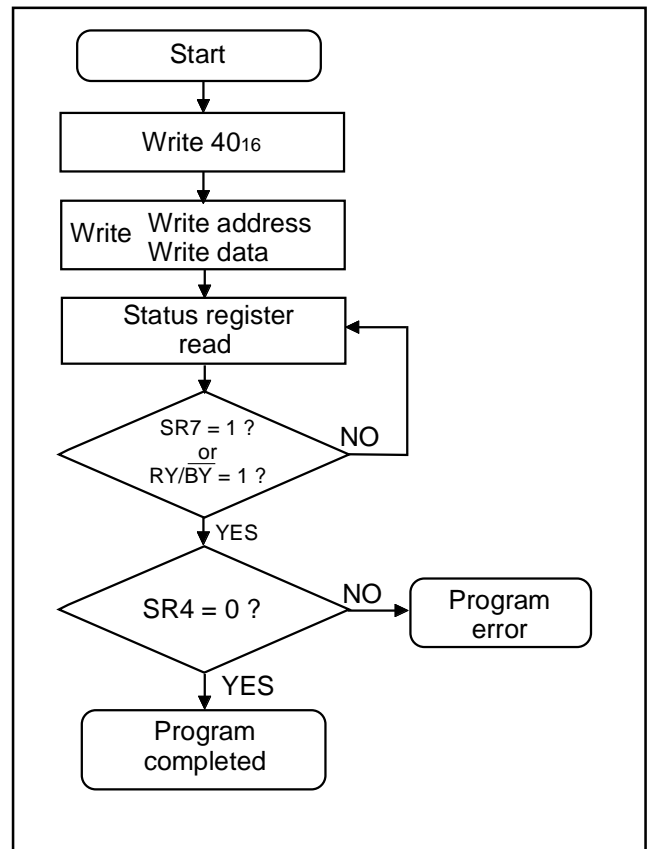 Start
Write 40₁₆
Write Write address
Write data
Status register
read
SR7 = 1 ?
or
RY/B̅Y̅ = 1 ?
NO
YES
SR4 = 0 ?
NO
Program
error
YES
Program
completed